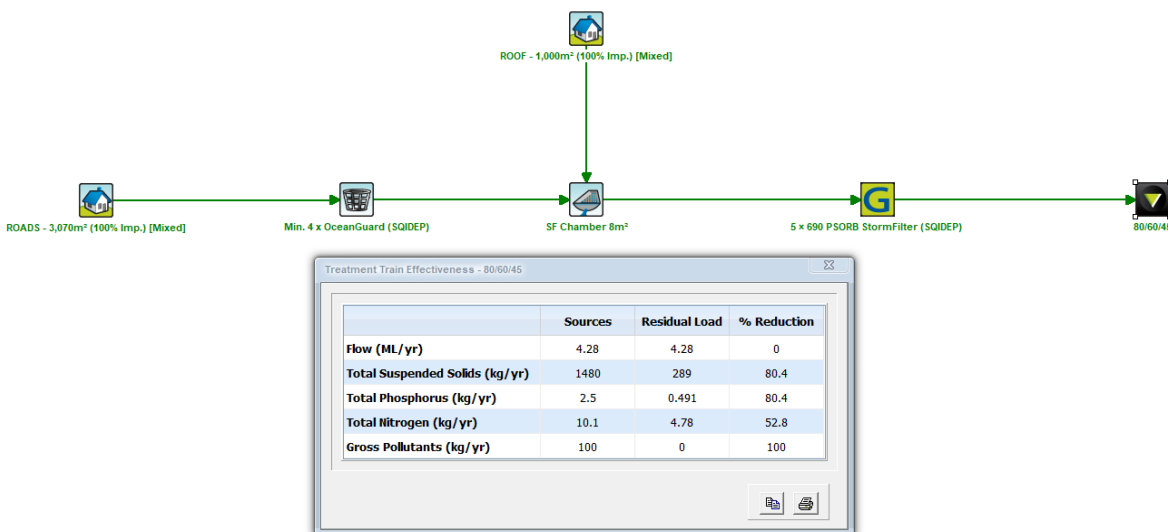 ROOF - 1,000m² (100% Imp.) [Mixed]
ROADS - 3,070m² (100% Imp.) [Mixed]
Min. 4 x OceanGuard (SQIDEP)
SF Chamber 8m²
G
5 × 690 PSORB StormFilter (SQIDEP)
80/60/45
Treatment Train Effectiveness - 80/60/45
Sources Residual Load % Reduction
Flow (ML/yr) 4.28 4.28 0
Total Suspended Solids (kg/yr) 1480 289 80.4
Total Phosphorus (kg/yr) 2.5 0.491 80.4
Total Nitrogen (kg/yr) 10.1 4.78 52.8
Gross Pollutants (kg/yr) 100 0 100